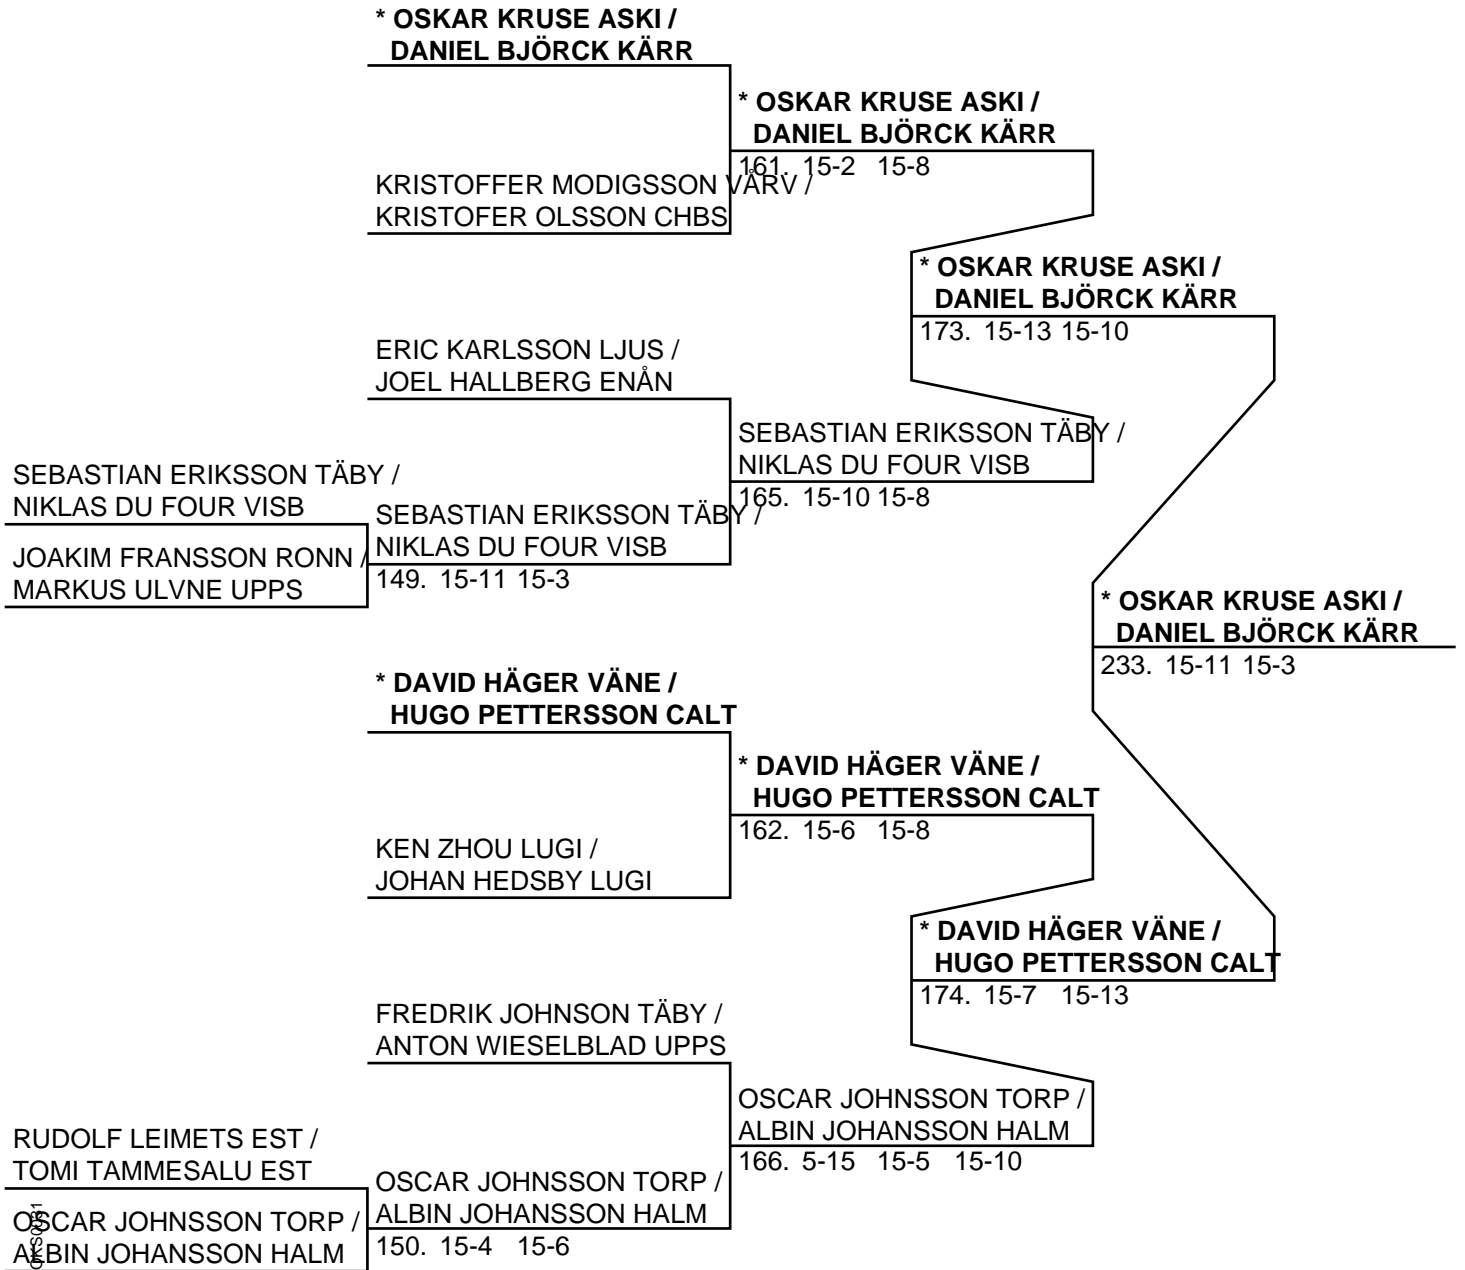 * OSKAR KRUSE ASKI /
DANIEL BJÖRCK KÄRR
* OSKAR KRUSE ASKI /
DANIEL BJÖRCK KÄRR
161. 15-2 15-8
KRISTOFFER MODIGSSON VÅRV /
KRISTOFER OLSSON CHBS
* OSKAR KRUSE ASKI /
DANIEL BJÖRCK KÄRR
173. 15-13 15-10
ERIC KARLSSON LJUS /
JOEL HALLBERG ENÅN
SEBASTIAN ERIKSSON TÄBY /
NIKLAS DU FOUR VISB
165. 15-10 15-8
SEBASTIAN ERIKSSON TÄBY /
NIKLAS DU FOUR VISB
SEBASTIAN ERIKSSON TÄBY /
NIKLAS DU FOUR VISB
149. 15-11 15-3
JOAKIM FRANSSON RONN /
MARKUS ULVNE UPPS
* OSKAR KRUSE ASKI /
DANIEL BJÖRCK KÄRR
233. 15-11 15-3
* DAVID HÄGER VÄNE /
HUGO PETTERSSON CALT
* DAVID HÄGER VÄNE /
HUGO PETTERSSON CALT
162. 15-6 15-8
KEN ZHOU LUGI /
JOHAN HEDSBY LUGI
* DAVID HÄGER VÄNE /
HUGO PETTERSSON CALT
174. 15-7 15-13
FREDRIK JOHNSON TÄBY /
ANTON WIESELBLAD UPPS
OSCAR JOHNSSON TORP /
ALBIN JOHANSSON HALM
166. 5-15 15-5 15-10
RUDOLF LEIMETS EST /
TOMI TAMMESALU EST
OSCAR JOHNSSON TORP /
ALBIN JOHANSSON HALM
150. 15-4 15-6
OSCAR JOHNSSON TORP /
ALBIN JOHANSSON HALM